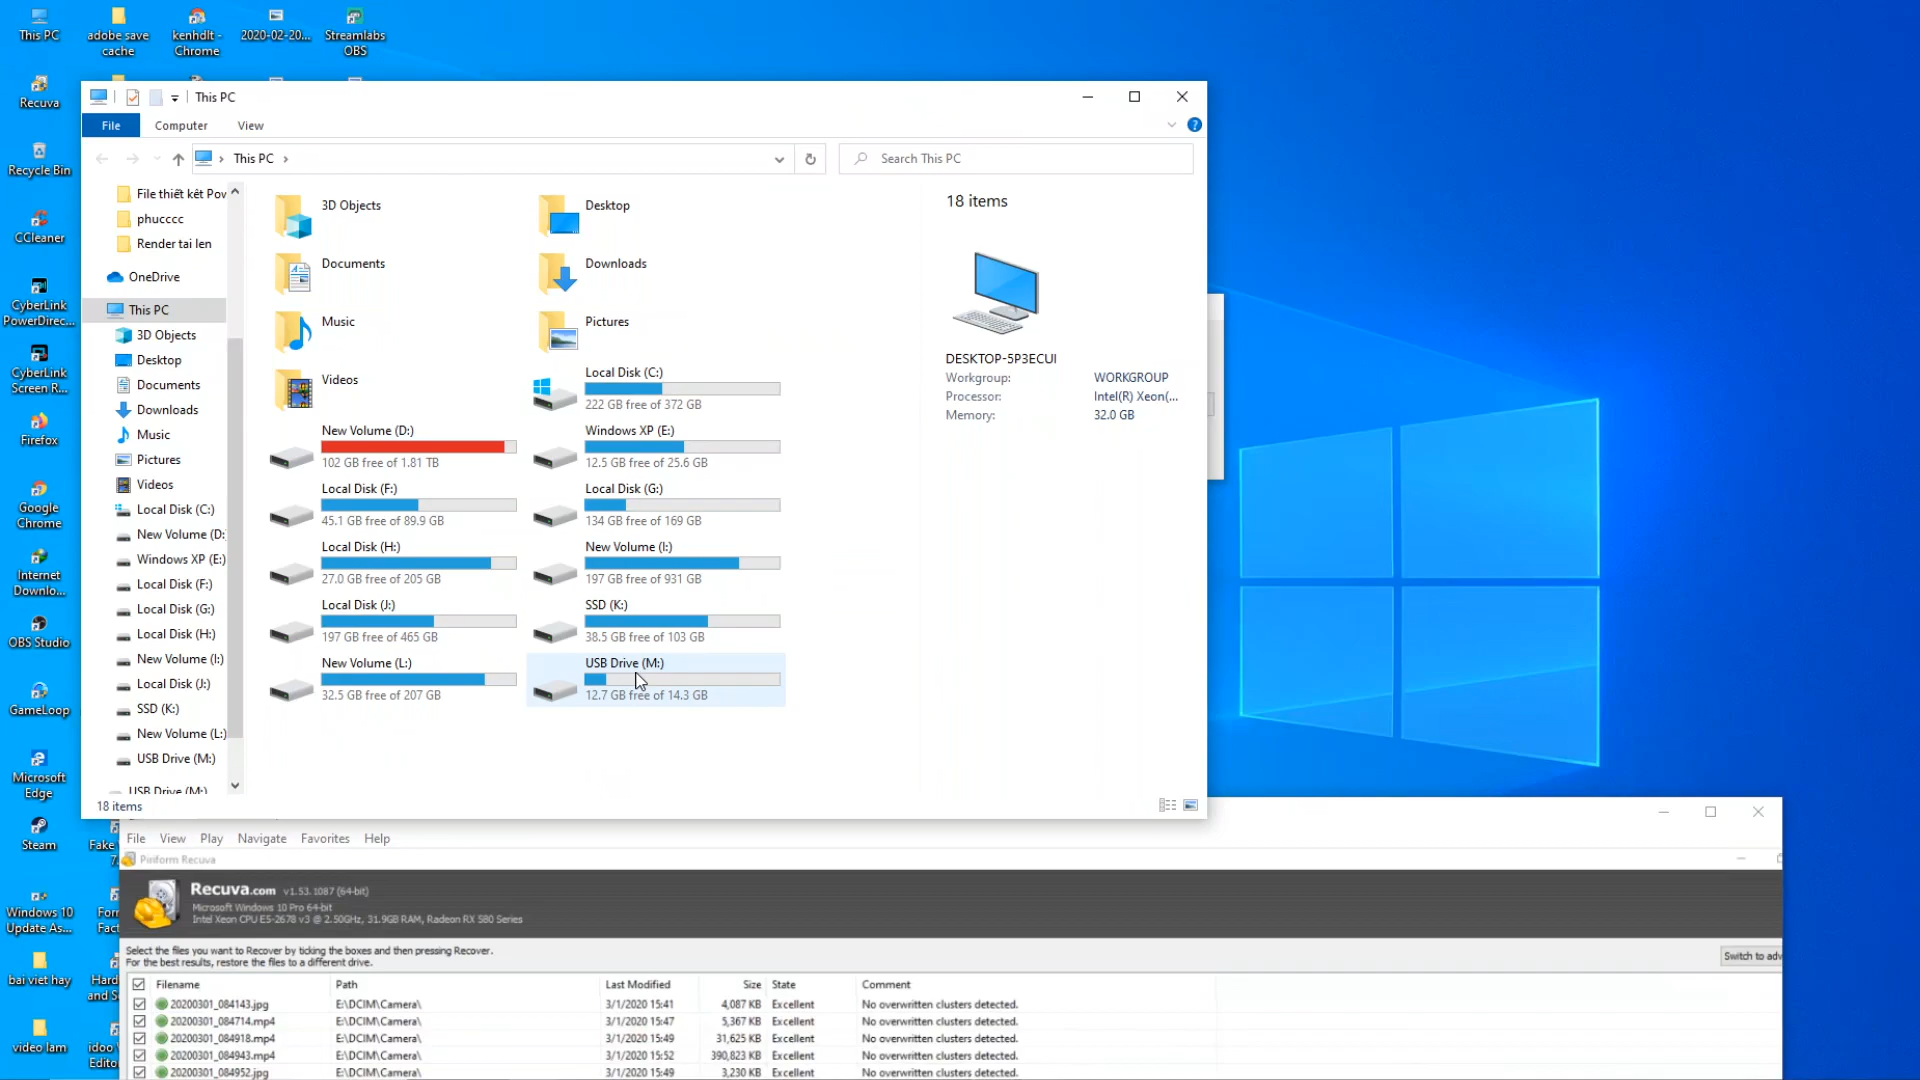 This PC
adobe save
cache
kenhdlt -
Chrome
2020-02-20...
Streamlabs
OBS
Recuva
Recycle Bin
CCleaner
CyberLink
PowerDirec...
CyberLink
Screen R...
Firefox
Google
Chrome
Internet
Downlo...
OBS Studio
GameLoop
Microsoft
Edge
Steam
Windows 10
Update As...
bai viet hay
video lam
Fake
7.
Forn
Fact
Hard
and S
idoo
Edito
This PC
File
Computer
View
This PC
Search This PC
File thiết kêt Pov
phucccc
Render tai len
OneDrive
This PC
3D Objects
Desktop
Documents
Downloads
Music
Pictures
Videos
Local Disk (C:)
New Volume (D:
Windows XP (E:)
Local Disk (F:)
Local Disk (G:)
Local Disk (H:)
New Volume (I:)
Local Disk (J:)
SSD (K:)
New Volume (L:)
USB Drive (M:)
USB Drive (M:)
3D Objects
Desktop
Documents
Downloads
Music
Pictures
Videos
Local Disk (C:)
222 GB free of 372 GB
New Volume (D:)
102 GB free of 1.81 TB
Windows XP (E:)
12.5 GB free of 25.6 GB
Local Disk (F:)
45.1 GB free of 89.9 GB
Local Disk (G:)
134 GB free of 169 GB
Local Disk (H:)
27.0 GB free of 205 GB
New Volume (I:)
197 GB free of 931 GB
Local Disk (J:)
197 GB free of 465 GB
SSD (K:)
38.5 GB free of 103 GB
New Volume (L:)
32.5 GB free of 207 GB
USB Drive (M:)
12.7 GB free of 14.3 GB
18 items
DESKTOP-5P3ECUI
Workgroup: WORKGROUP
Processor: Intel(R) Xeon(...
Memory: 32.0 GB
18 items
File View Play Navigate Favorites Help
Piriform Recuva
Recuva.com v1.53.1087 (64-bit)
Microsoft Windows 10 Pro 64-bit
Intel Xeon CPU E5-2678 v3 @ 2.50GHz, 31.9GB RAM, Radeon RX 580 Series
Select the files you want to Recover by ticking the boxes and then pressing Recover.
For the best results, restore the files to a different drive.
Switch to adv
Filename Path Last Modified Size State Comment
20200301_084143.jpg E:\DCIM\Camera\ 3/1/2020 15:41 4,087 KB Excellent No overwritten clusters detected.
20200301_084714.mp4 E:\DCIM\Camera\ 3/1/2020 15:47 5,367 KB Excellent No overwritten clusters detected.
20200301_084918.mp4 E:\DCIM\Camera\ 3/1/2020 15:49 31,625 KB Excellent No overwritten clusters detected.
20200301_084943.mp4 E:\DCIM\Camera\ 3/1/2020 15:52 390,823 KB Excellent No overwritten clusters detected.
20200301_084952.jpg E:\DCIM\Camera\ 3/1/2020 15:49 3,230 KB Excellent No overwritten clusters detected.